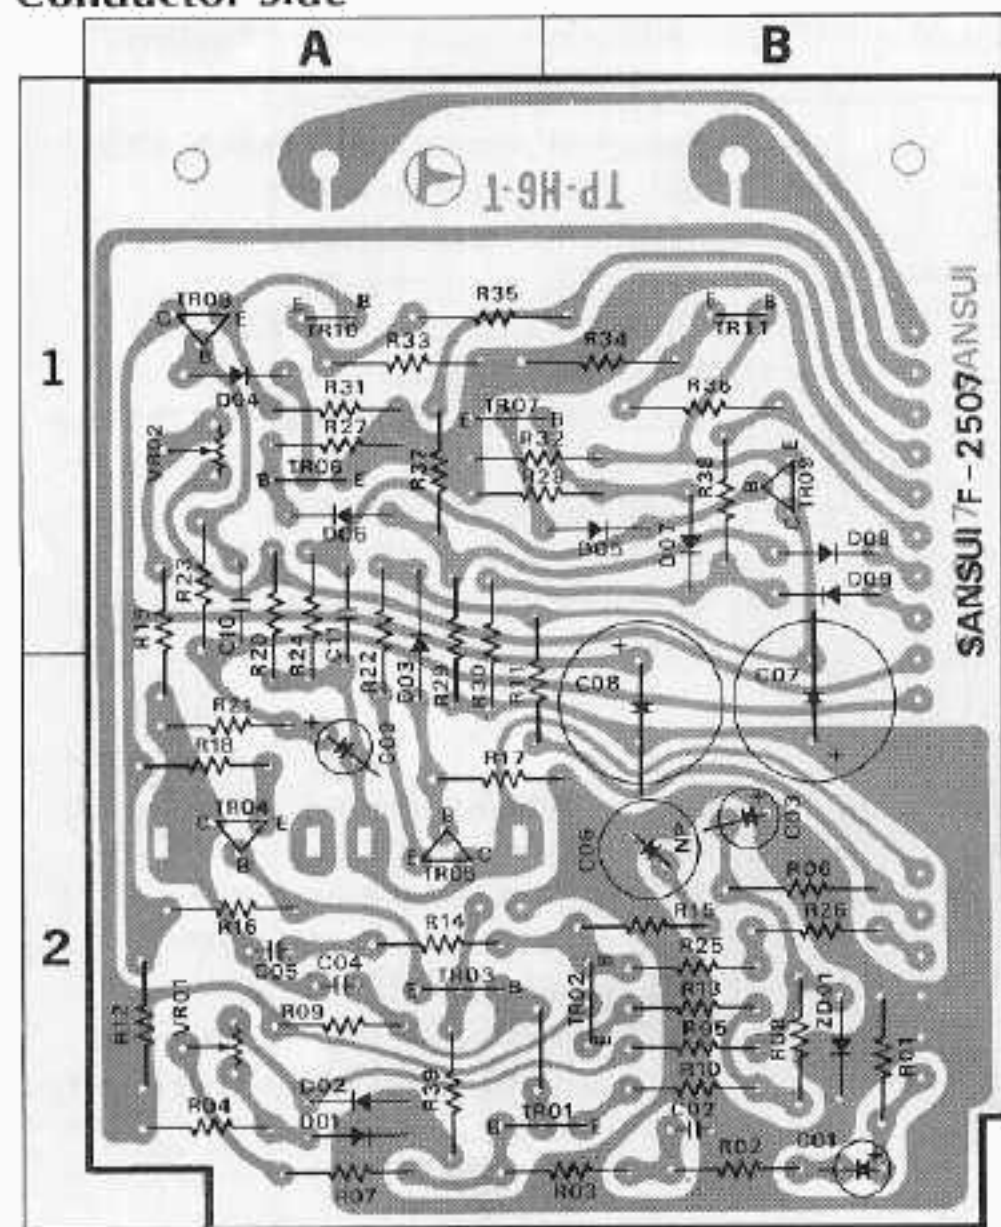 Conductor Side
A B
1
2
TP-H6-T
SANSUI 7F-2507 ANSUI
TR08 C E B
E B TR10
R35
E B TR11
R33
R34
D04
R31
R36
E TR07 B
VR02
R27
R32
E
B TR06 E
R37
R28
R38
B TR09
D06
D05
D07
D08
R23
D09
R19
C10
R20
R24
C11
R22
D03
R29
R30
R11
C08
+
C07
+
R21
+
C09
R18
R17
C TR04 E
B
B
E TR05 C
C06
NP
+
C03
R06
R16
R14
R15
R26
C05
C04
R25
E TR03 B
TR02
B
E
R13
ZD01
R12
VR01
R09
R05
R08
R01
D02
R39
R10
R04
D01
B TR01 E
C02
R07
R03
R02
C01
+